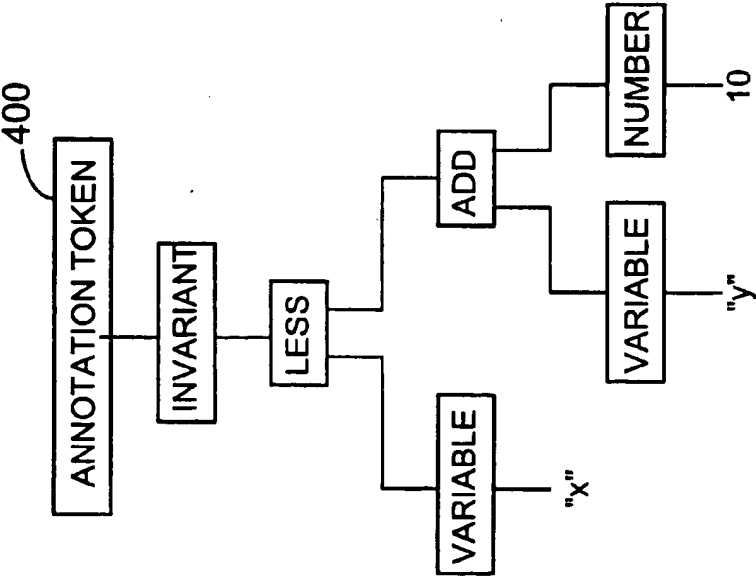 400
ANNOTATION TOKEN
INVARIANT
LESS
VARIABLE
"x"
ADD
VARIABLE
"y"
NUMBER
10